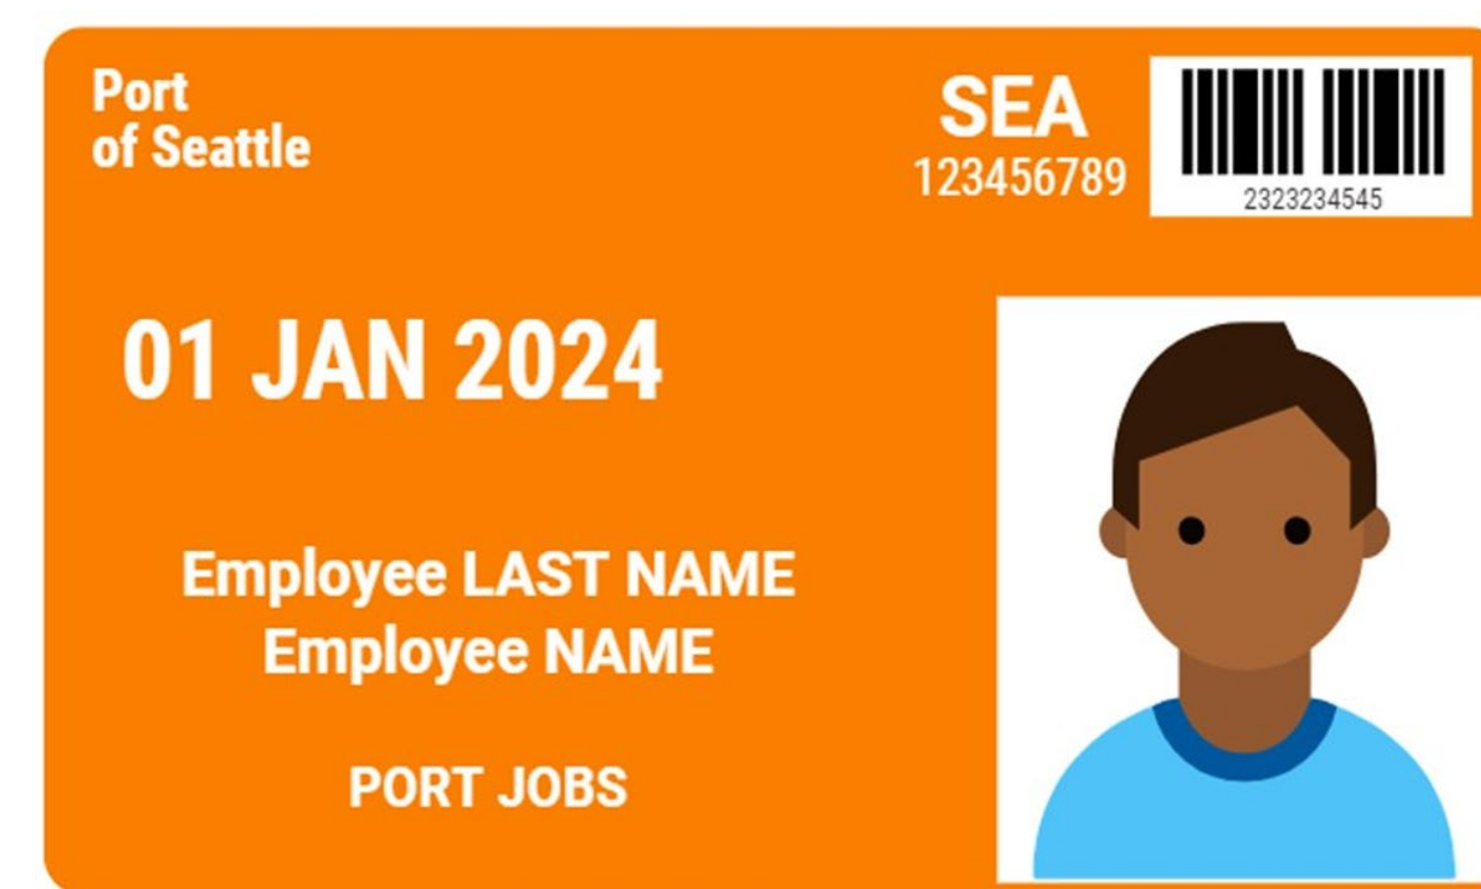 Port
of Seattle
SEA
123456789
2323234545
01 JAN 2024
Employee LAST NAME
Employee NAME
PORT JOBS